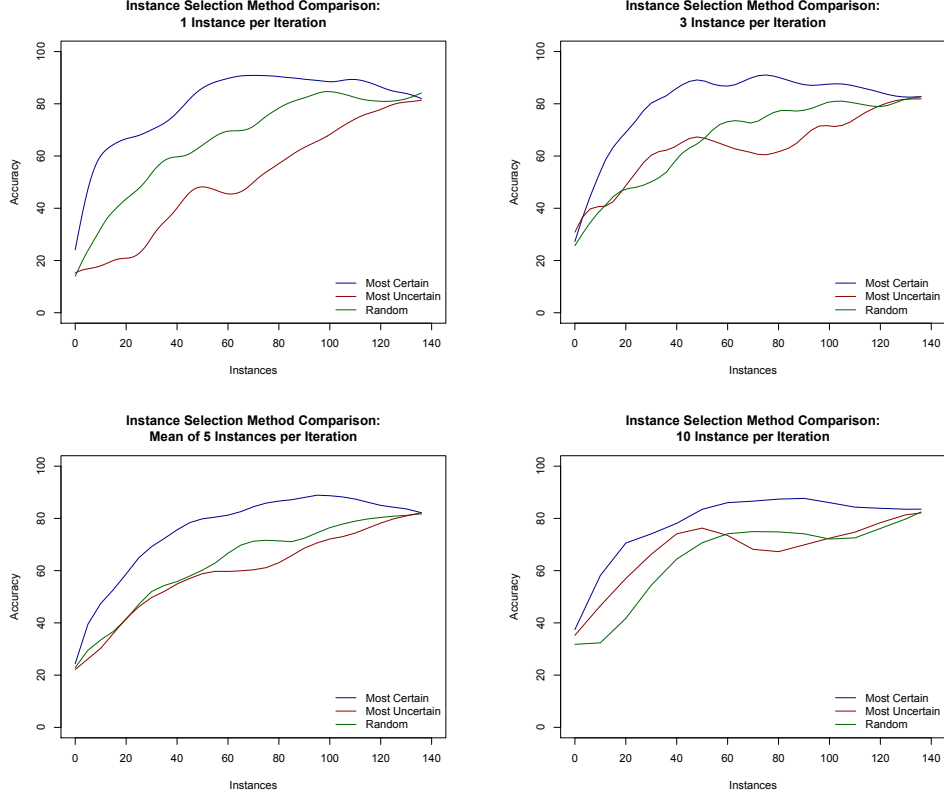 Instance Selection Method Comparison:
1 Instance per Iteration
Accuracy
100
80
60
40
20
0
Most Certain
Most Uncertain
Random
0 20 40 60 80 100 120 140
Instances
Instance Selection Method Comparison:
3 Instance per Iteration
Accuracy
100
80
60
40
20
0
Most Certain
Most Uncertain
Random
0 20 40 60 80 100 120 140
Instances
Instance Selection Method Comparison:
Mean of 5 Instances per Iteration
Accuracy
100
80
60
40
20
0
Most Certain
Most Uncertain
Random
0 20 40 60 80 100 120 140
Instances
Instance Selection Method Comparison:
10 Instance per Iteration
Accuracy
100
80
60
40
20
0
Most Certain
Most Uncertain
Random
0 20 40 60 80 100 120 140
Instances